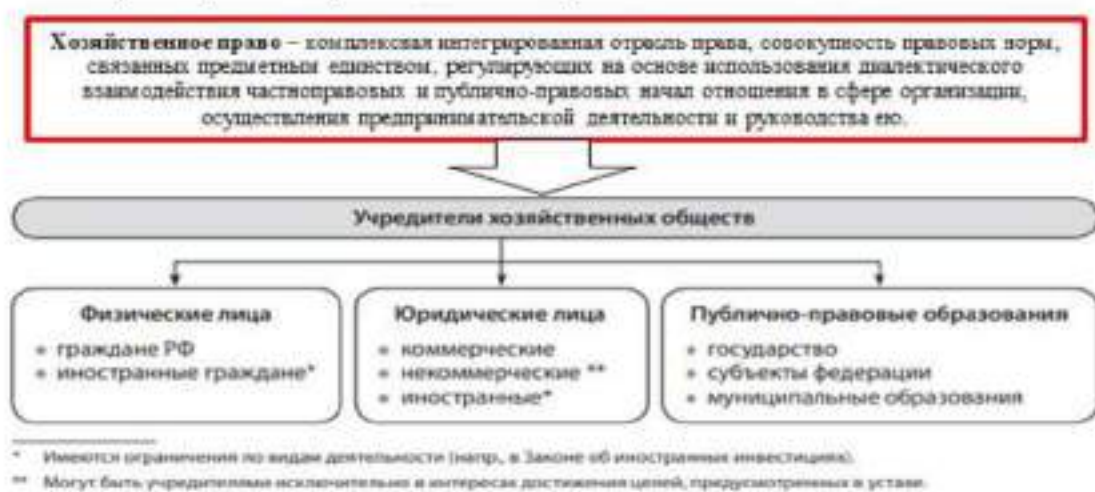 Хозяйственное право – комплексная интегрированная отрасль права, совокупность правовых норм,
связанных предметным единством, регулирующих на основе использования диалектического
взаимодействия частноправовых и публично-правовых начал отношения в сфере организации,
осуществления предпринимательской деятельности и руководства ею.
Учредители хозяйственных обществ
Физические лица
• граждане РФ
• иностранные граждане*
Юридические лица
• коммерческие
• некоммерческие **
• иностранные*
Публично-правовые образования
• государство
• субъекты федерации
• муниципальные образования
* Имеются ограничения по видам деятельности (напр., в Законе об иностранных инвестициях).
** Могут быть учредителями исключительно в интересах достижения целей, предусмотренных в уставе.